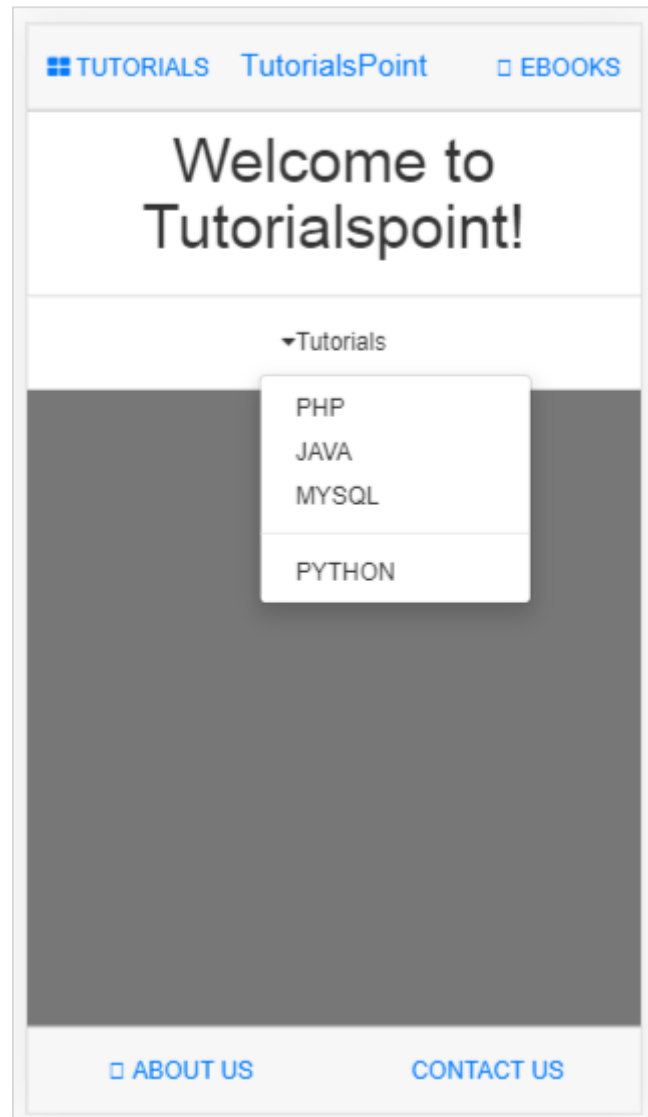 TUTORIALS TutorialsPoint EBOOKS
Welcome to
Tutorialspoint!
Tutorials
PHP
JAVA
MYSQL
PYTHON
ABOUT US CONTACT US